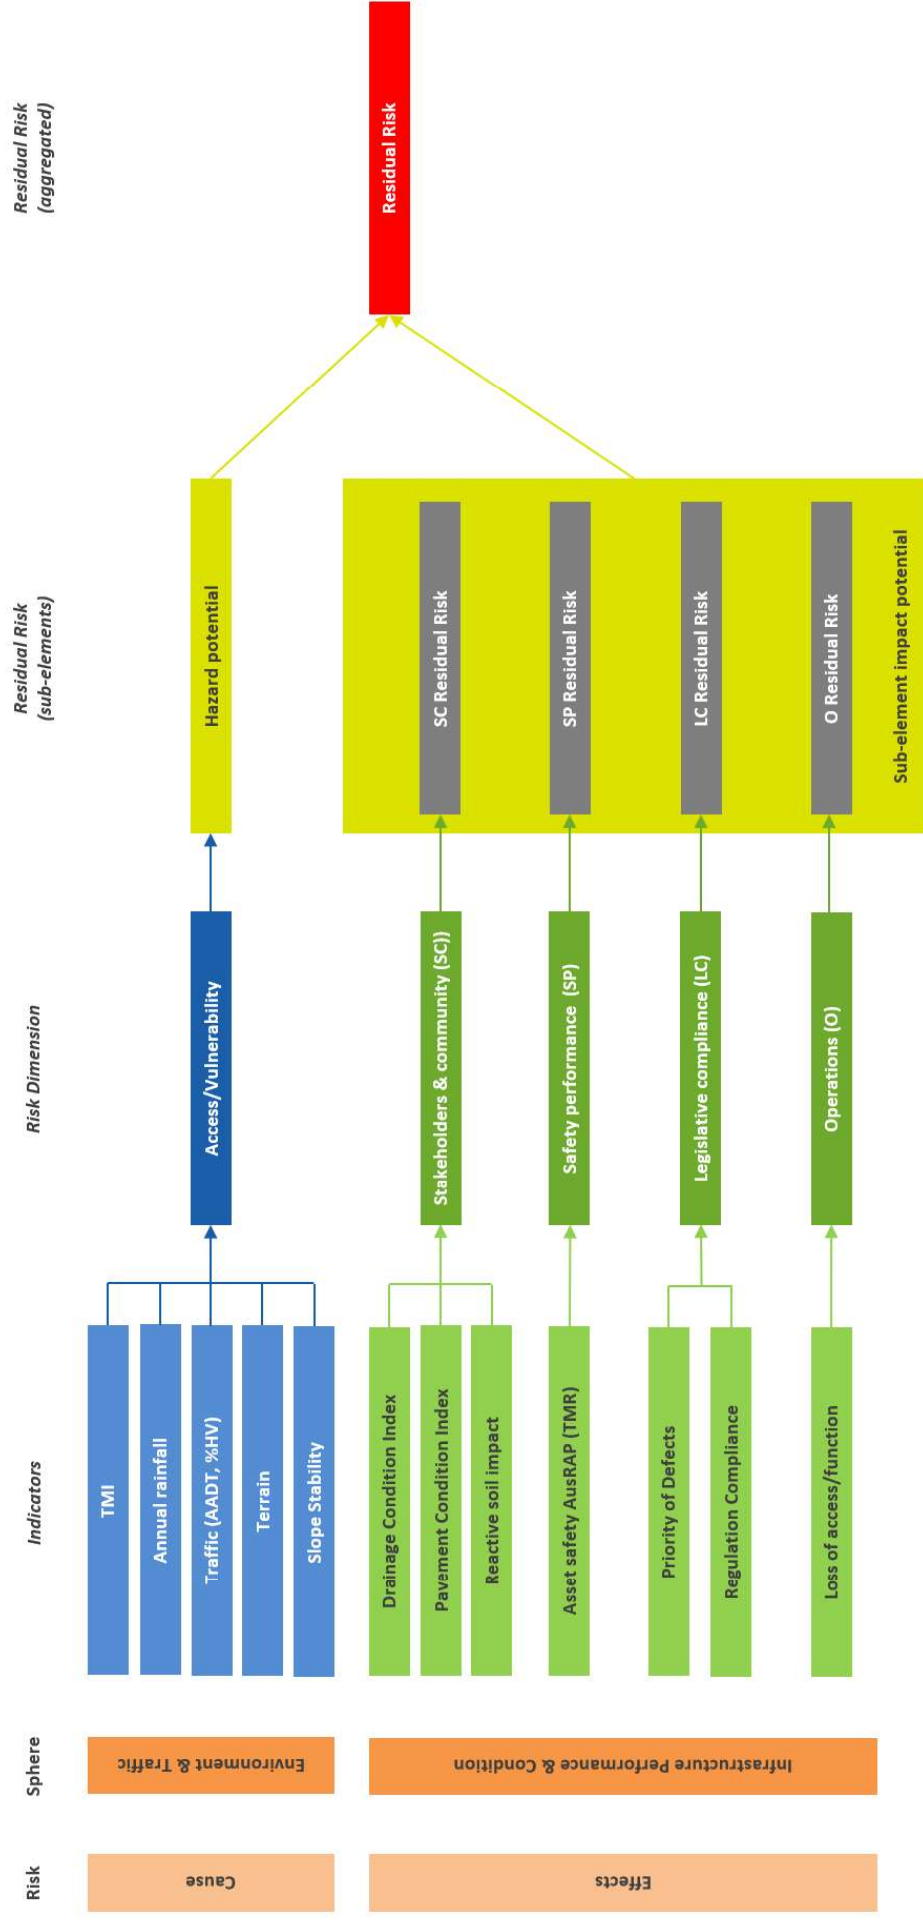 Risk
Sphere
Indicators
Risk Dimension
Residual Risk
(sub-elements)
Residual Risk
(aggregated)
Cause
Environment & Traffic
TMI
Annual rainfall
Traffic (AADT, %HV)
Terrain
Slope Stability
Access/Vulnerability
Hazard potential
Residual Risk
Effects
Infrastructure Performance & Condition
Drainage Condition Index
Pavement Condition Index
Reactive soil impact
Stakeholders & community (SC))
SC Residual Risk
Asset safety AusRAP (TMR)
Safety performance (SP)
SP Residual Risk
Priority of Defects
Regulation Compliance
Legislative compliance (LC)
LC Residual Risk
Loss of access/function
Operations (O)
O Residual Risk
Sub-element impact potential